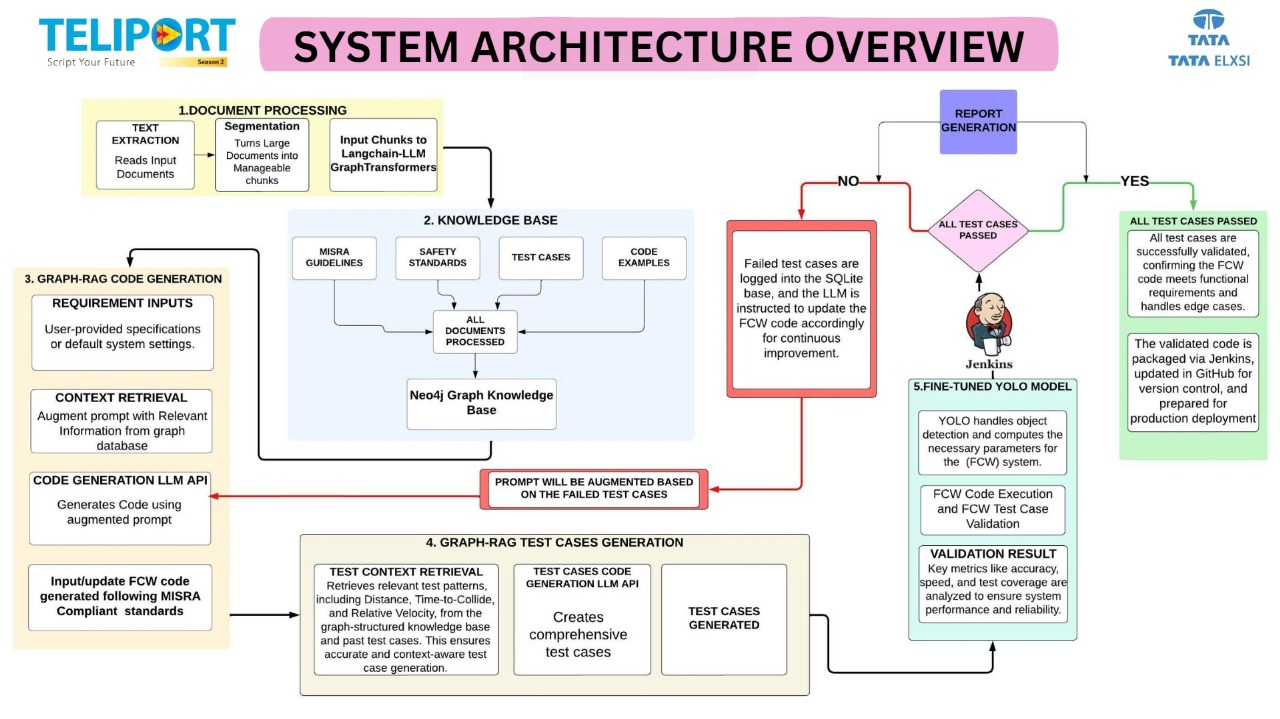 TELIPORT
Script Your Future
Season 2
SYSTEM ARCHITECTURE OVERVIEW
TATA
TATA ELXSI
1.DOCUMENT PROCESSING
TEXT
EXTRACTION
Reads Input
Documents
Segmentation
Turns Large
Documents into
Manageable
chunks
Input Chunks to
Langchain-LLM
GraphTransformers
2. KNOWLEDGE BASE
MISRA
GUIDELINES
SAFETY
STANDARDS
TEST CASES
CODE
EXAMPLES
ALL
DOCUMENTS
PROCESSED
Neo4j Graph Knowledge
Base
3. GRAPH-RAG CODE GENERATION
REQUIREMENT INPUTS
User-provided specifications
or default system settings.
CONTEXT RETRIEVAL
Augment prompt with Relevant
Information from graph
database
CODE GENERATION LLM API
Generates Code using
augmented prompt
Input/update FCW code
generated following MISRA
Compliant standards
4. GRAPH-RAG TEST CASES GENERATION
TEST CONTEXT RETRIEVAL
Retrieves relevant test patterns,
including Distance, Time-to-Collide,
and Relative Velocity, from the
graph-structured knowledge base
and past test cases. This ensures
accurate and context-aware test
case generation.
TEST CASES CODE
GENERATION LLM API
Creates
comprehensive
test cases
TEST CASES
GENERATED
5.FINE-TUNED YOLO MODEL
YOLO handles object
detection and computes the
necessary parameters for
the (FCW) system.
FCW Code Execution
and FCW Test Case
Validation
VALIDATION RESULT
Key metrics like accuracy,
speed, and test coverage are
analyzed to ensure system
performance and reliability.
Jenkins
ALL TEST CASES
PASSED
REPORT
GENERATION
NO
YES
Failed test cases are
logged into the SQLite
base, and the LLM is
instructed to update the
FCW code accordingly
for continuous
improvement.
PROMPT WILL BE AUGMENTED BASED
ON THE FAILED TEST CASES
ALL TEST CASES PASSED
All test cases are
successfully validated,
confirming the FCW
code meets functional
requirements and
handles edge cases.
The validated code is
packaged via Jenkins,
updated in GitHub for
version control, and
prepared for
production deployment